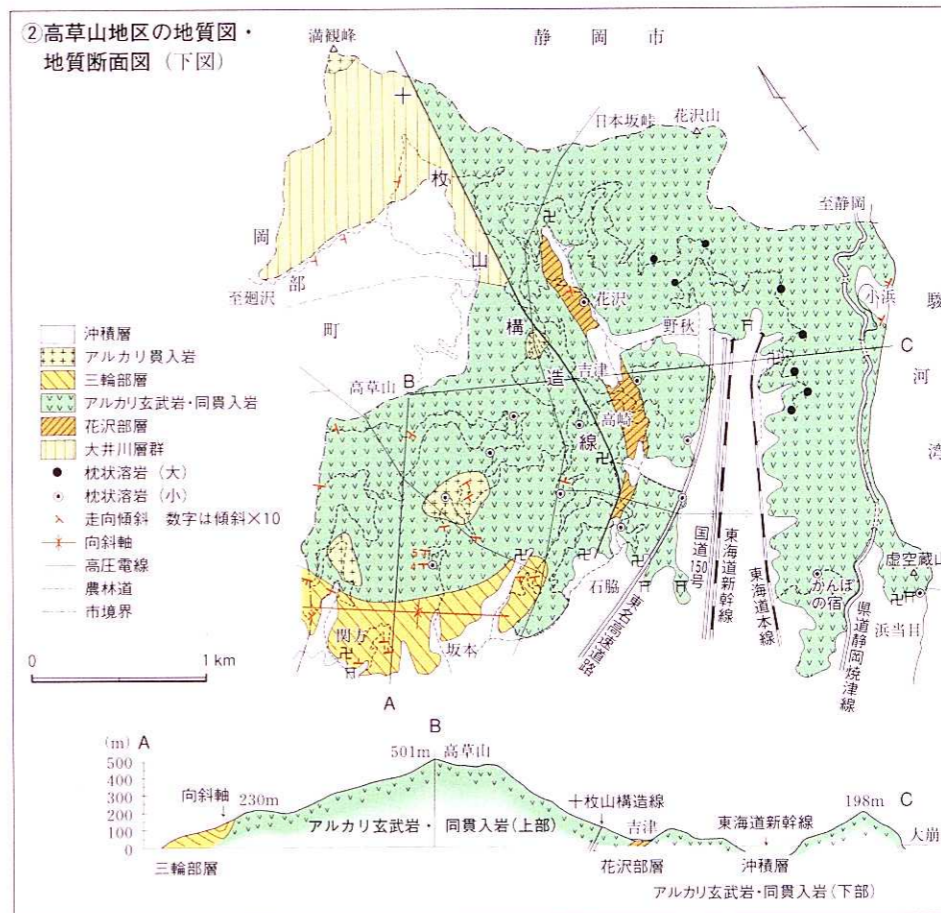 ②高草山地区の地質図・
地質断面図（下図）
満観峰
静岡市
日本坂峠
花沢山
至静岡
十枚山構造線
岡部町
至廻沢
花沢
野秋
小浜
駿河湾
吉津
高崎
高草山
B
C
沖積層
アルカリ貫入岩
三輪部層
アルカリ玄武岩・同貫入岩
花沢部層
大井川層群
枕状溶岩（大）
枕状溶岩（小）
走向傾斜 数字は傾斜×10
向斜軸
高圧電線
農林道
市境界
0 1 km
関方
坂本
石脇
東名高速道路
国道150号
東海道新幹線
東海道本線
かんぽの宿
県道静岡焼津線
虚空蔵山
浜当目
A
(m) A
B
C
500
400
300
200
100
0
向斜軸
230m
501m 高草山
十枚山構造線
吉津
東海道新幹線
198m
大崩
アルカリ玄武岩・同貫入岩(上部)
三輪部層
花沢部層
沖積層
アルカリ玄武岩・同貫入岩(下部)